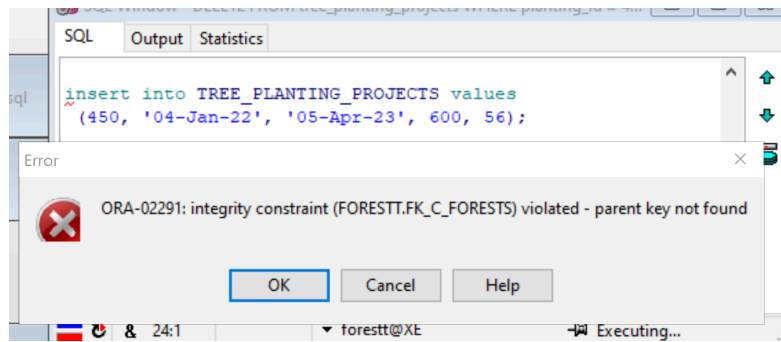 SQL Window - DELETE FROM tree_planting_projects WHERE planting_id = 4...
SQL Output Statistics
sql
insert into TREE_PLANTING_PROJECTS values
(450, '04-Jan-22', '05-Apr-23', 600, 56);
Error
ORA-02291: integrity constraint (FORESTT.FK_C_FORESTS) violated - parent key not found
OK Cancel Help
& 24:1 forestt@XE Executing...